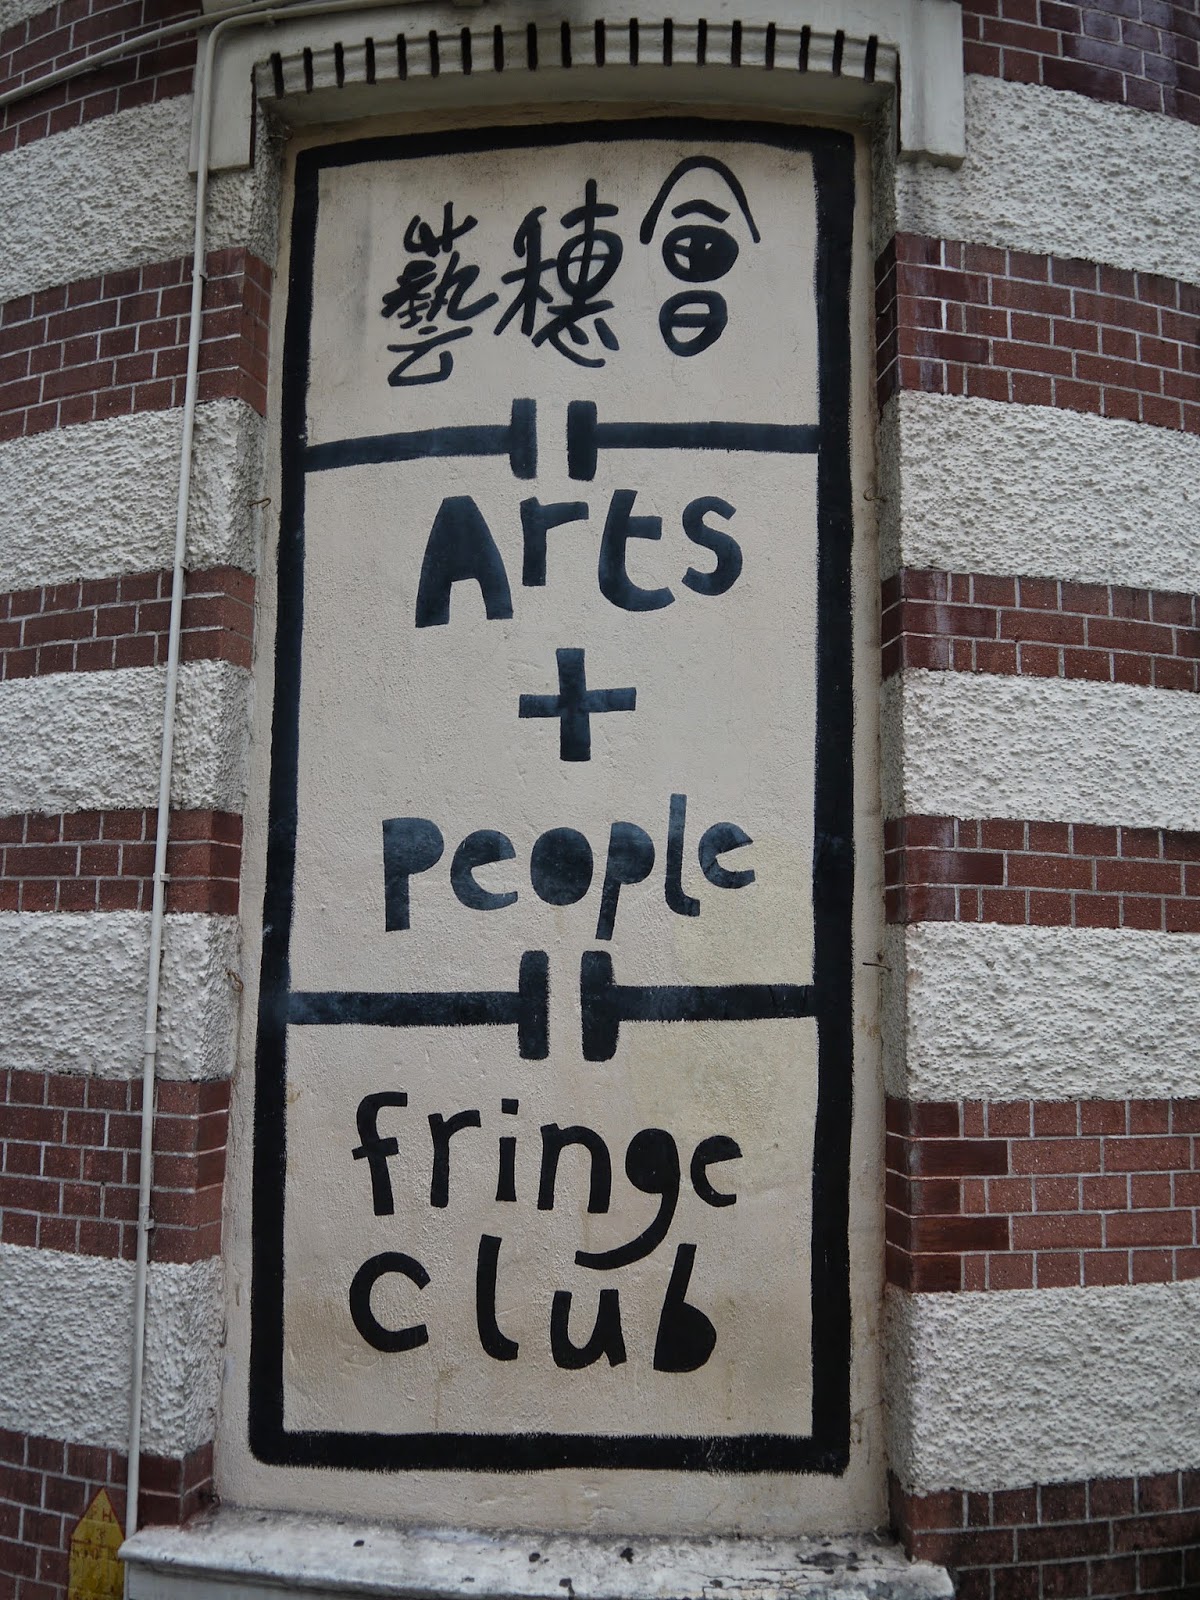 藝穗會
Arts
+
People
fringe
club
H